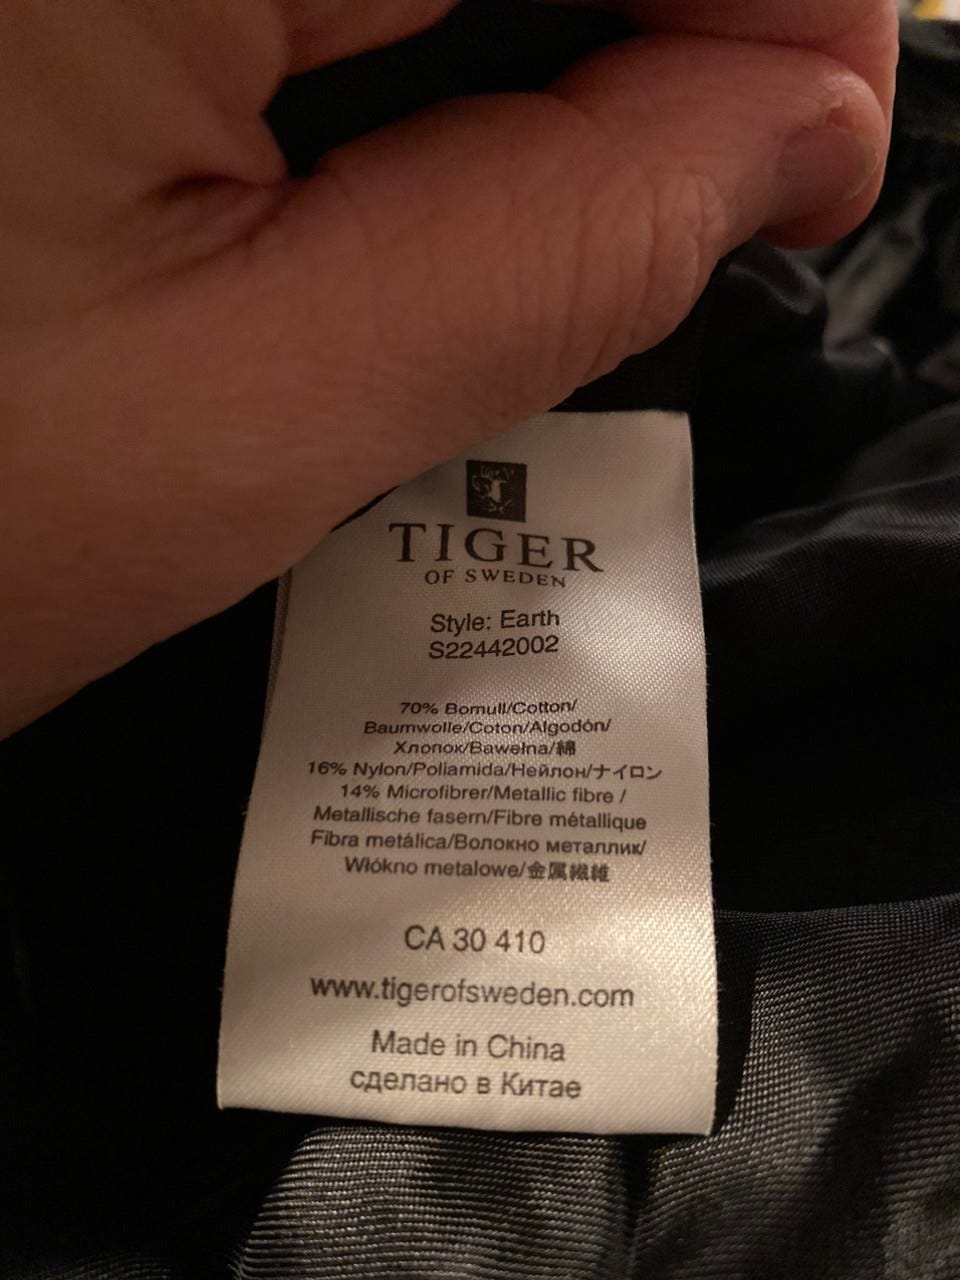 TIGER
OF SWEDEN
Style: Earth
S22442002
70% Bomull/Cotton/
Baumwolle/Coton/Algodón/
Хлопок/Bawełna/綿
16% Nylon/Poliamida/Нейлон/ナイロン
14% Microfibrer/Metallic fibre /
Metallische fasern/Fibre métallique
Fibra metálica/Волокно металлик/
Włókno metalowe/金属繊維
CA 30 410
www.tigerofsweden.com
Made in China
сделано в Китае